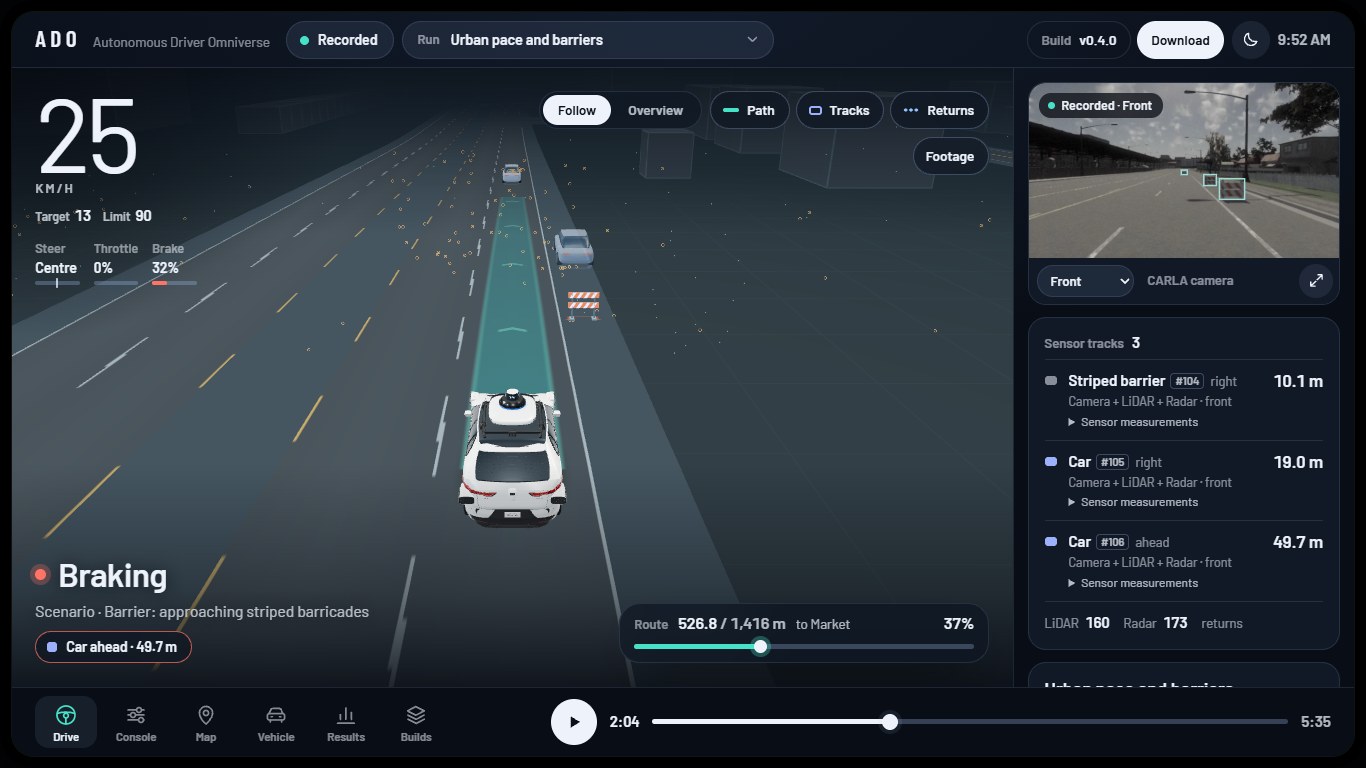 ADO Autonomous Driver Omniverse Recorded Run Urban pace and barriers Build v0.4.0 Download 9:52 AM
25
KM/H
Target 13 Limit 90
Steer Throttle Brake
Centre 0% 32%
Follow Overview Path Tracks Returns
Footage
Braking
Scenario · Barrier: approaching striped barricades
Car ahead · 49.7 m
Route 526.8 / 1,416 m to Market 37%
Recorded · Front
Front CARLA camera
Sensor tracks 3
Striped barrier #104 right 10.1 m
Camera + LiDAR + Radar · front
Sensor measurements
Car #105 right 19.0 m
Camera + LiDAR + Radar · front
Sensor measurements
Car #106 ahead 49.7 m
Camera + LiDAR + Radar · front
Sensor measurements
LiDAR 160 Radar 173 returns
Urban pace and barriers
Drive Console Map Vehicle Results Builds
2:04 5:35